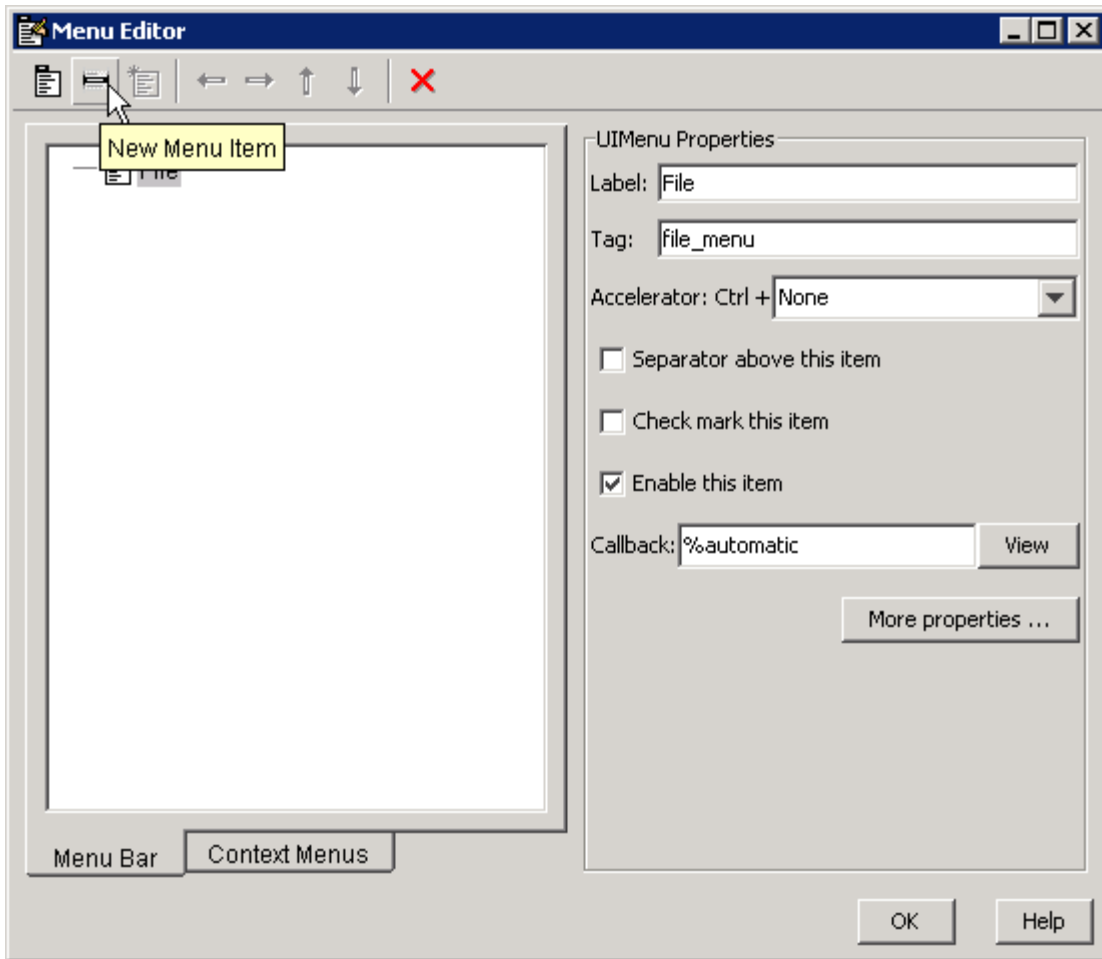 Menu Editor
New Menu Item
File
UIMenu Properties
Label: File
Tag: file_menu
Accelerator: Ctrl + None
Separator above this item
Check mark this item
Enable this item
Callback: %automatic View
More properties ...
Menu Bar Context Menus
OK Help